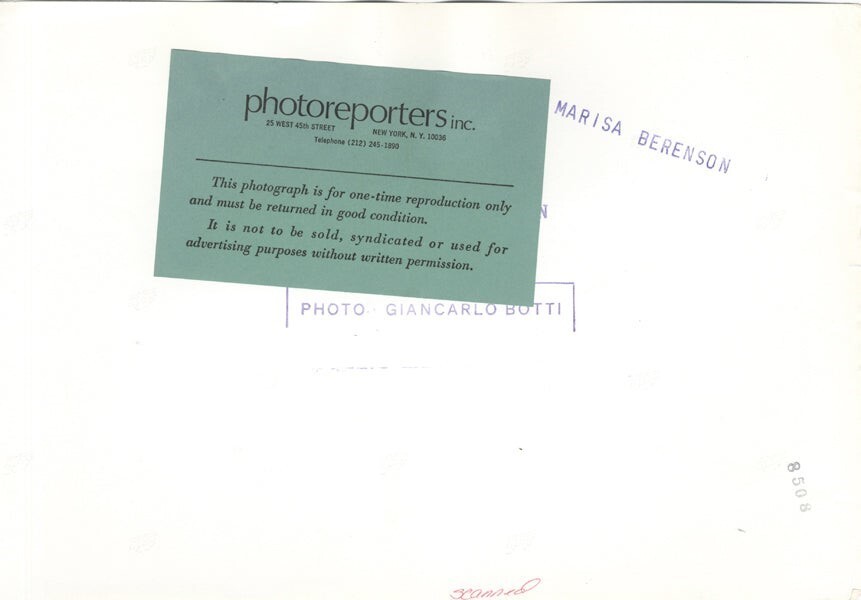 photoreporters inc.
25 WEST 45th STREET NEW YORK, N. Y. 10036
Telephone (212) 245-1890
This photograph is for one-time reproduction only
and must be returned in good condition.
It is not to be sold, syndicated or used for
advertising purposes without written permission.
MARISA BERENSON
N
PHOTO GIANCARLO BOTTI
8508
scanned